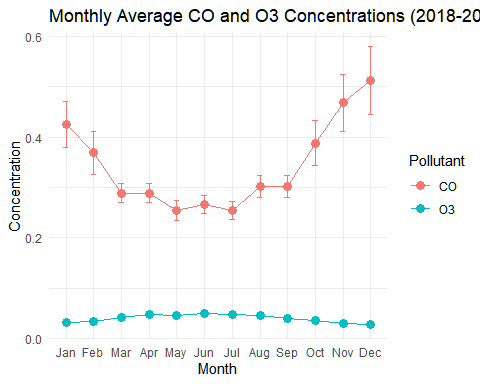 Monthly Average CO and O3 Concentrations (2018-20
0.6
0.4
0.2
0.0
Concentration
Jan Feb Mar Apr May Jun Jul Aug Sep Oct Nov Dec
Month
Pollutant
CO
O3